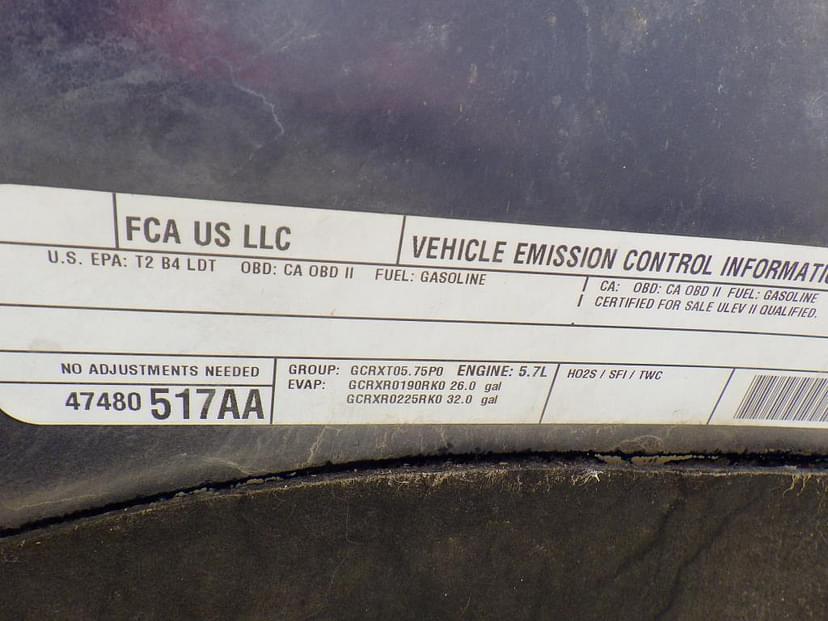 FCA US LLC
VEHICLE EMISSION CONTROL
U.S. EPA: T2 B4 LDT OBD: CA OBD II FUEL: GASOLINE
CA: OBD: CA OBD II FUEL: GASOLINE
CERTIFIED FOR SALE ULEV II QUALIFIED.
NO ADJUSTMENTS NEEDED
47480 517AA
GROUP: GCRXT05.75P0 ENGINE: 5.7L
EVAP: GCRXR0190RK0 26.0 gal
GCRXR0225RK0 32.0 gal
HO2S / SFI / TWC